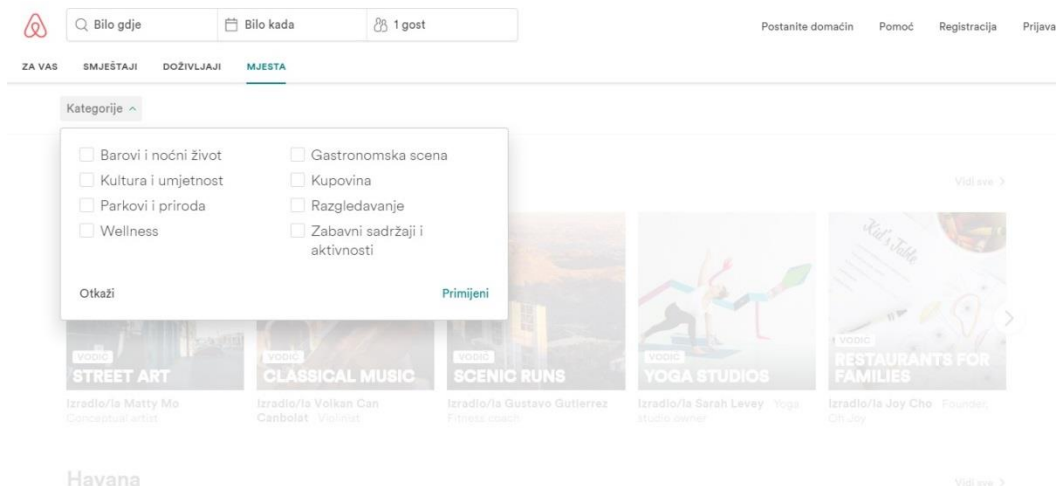 Bilo gdje
Bilo kada
1 gost
Postanite domaćin
Pomoć
Registracija
Prijava
ZA VAS
SMJEŠTAJI
DOŽIVLJAJI
MJESTA
Kategorije
Barovi i noćni život
Gastronomska scena
Kultura i umjetnost
Kupovina
Parkovi i priroda
Razgledavanje
Wellness
Zabavni sadržaji i
aktivnosti
Otkaži
Primijeni
Vidi sve
Kid's Table
VODIČ
STREET ART
VODIČ
CLASSICAL MUSIC
VODIČ
SCENIC RUNS
VODIČ
YOGA STUDIOS
VODIČ
RESTAURANTS FOR
FAMILIES
Izradio/la Matty Mo
Conceptual artist
Izradio/la Volkan Can
Canbolat Violinist
Izradio/la Gustavo Gutierrez
Fitness coach
Izradio/la Sarah Levey Yoga
studio owner
Izradio/la Joy Cho Founder,
Oh Joy
Havana
Vidi sve